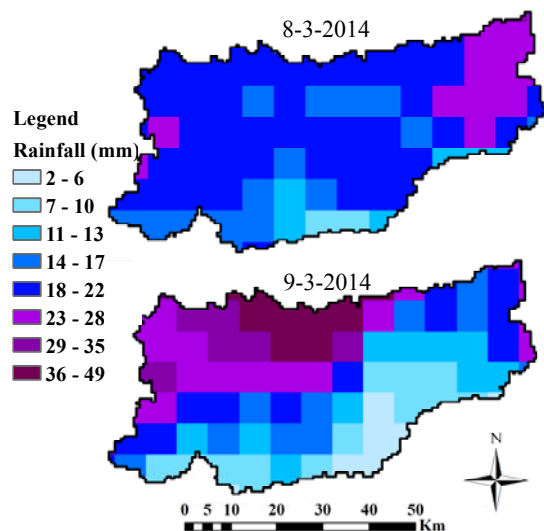 8-3-2014
Legend
Rainfall (mm)
2 - 6
7 - 10
11 - 13
14 - 17
18 - 22
23 - 28
29 - 35
36 - 49
9-3-2014
N
0 5 10 20 30 40 50
Km